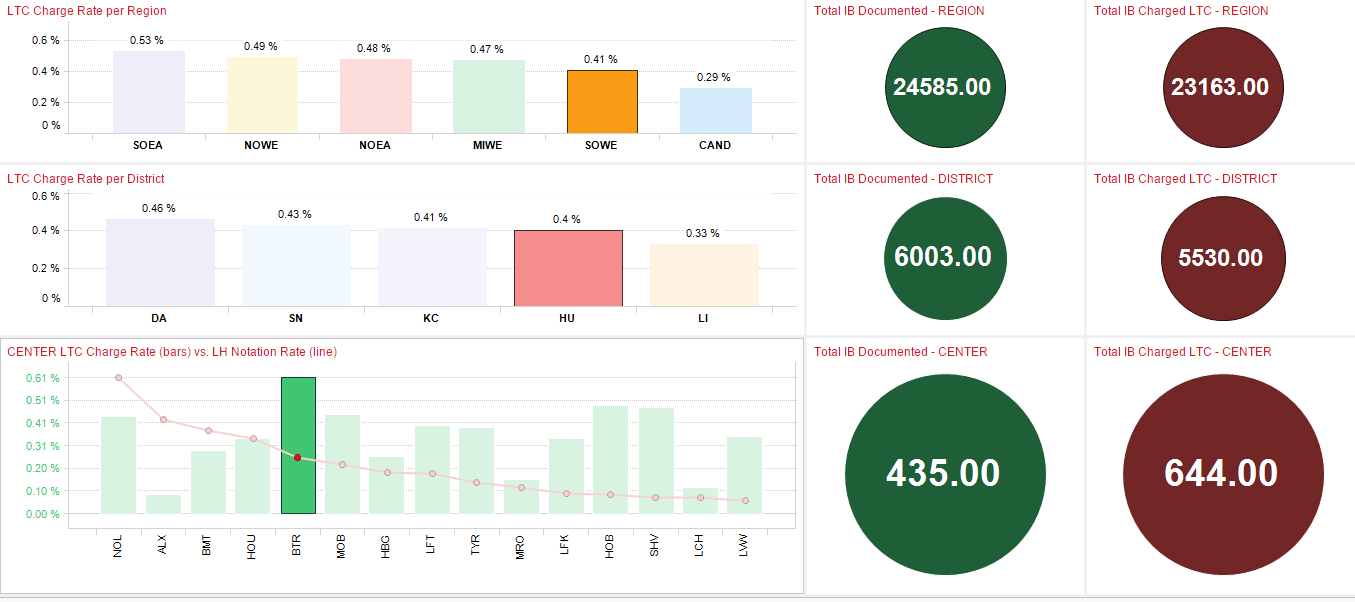 LTC Charge Rate per Region
0.6 %
0.4 %
0.2 %
0 %
0.53 %
0.49 %
0.48 %
0.47 %
0.41 %
0.29 %
SOEA
NOWE
NOEA
MIWE
SOWE
CAND
Total IB Documented - REGION
24585.00
Total IB Charged LTC - REGION
23163.00
LTC Charge Rate per District
0.6 %
0.4 %
0.2 %
0 %
0.46 %
0.43 %
0.41 %
0.4 %
0.33 %
DA
SN
KC
HU
LI
Total IB Documented - DISTRICT
6003.00
Total IB Charged LTC - DISTRICT
5530.00
CENTER LTC Charge Rate (bars) vs. LH Notation Rate (line)
0.61 %
0.51 %
0.41 %
0.31 %
0.20 %
0.10 %
0.00 %
NOL
ALX
BMT
HOU
BTR
MOB
HBG
LFT
TYR
MRO
LFK
HOB
SHV
LCH
LVW
Total IB Documented - CENTER
435.00
Total IB Charged LTC - CENTER
644.00